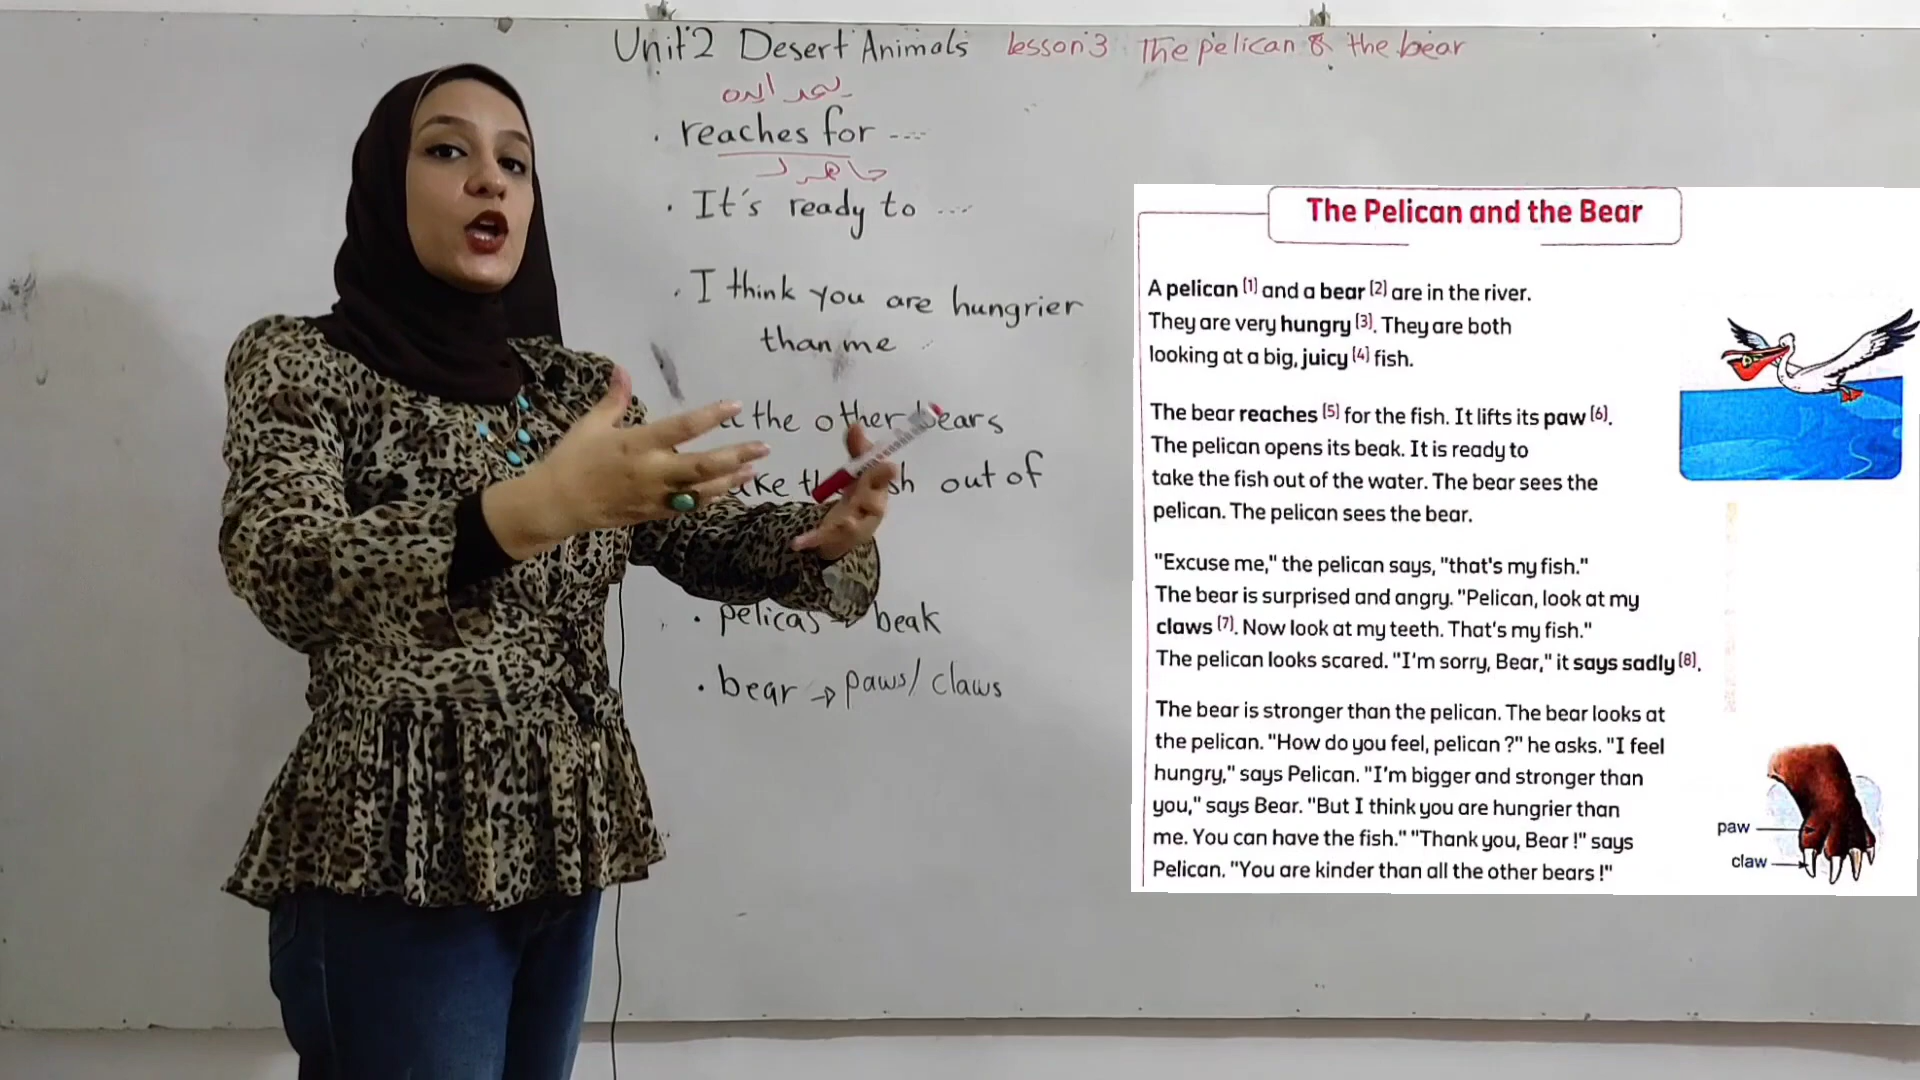 Unit2 Desert Animals lesson3 The pelican & the bear
يمد ايده
. reaches for ----
جاهز لـ
. It's ready to ----
. I think you are hungrier
than me
the other bears
out of
. pelicas → beak
. bear → paws/ claws
The Pelican and the Bear
A pelican (1) and a bear (2) are in the river.
They are very hungry (3). They are both
looking at a big, juicy (4) fish.
The bear reaches (5) for the fish. It lifts its paw (6).
The pelican opens its beak. It is ready to
take the fish out of the water. The bear sees the
pelican. The pelican sees the bear.
"Excuse me," the pelican says, "that's my fish."
The bear is surprised and angry. "Pelican, look at my
claws (7). Now look at my teeth. That's my fish."
The pelican looks scared. "I'm sorry, Bear," it says sadly (8).
The bear is stronger than the pelican. The bear looks at
the pelican. "How do you feel, pelican ?" he asks. "I feel
hungry," says Pelican. "I'm bigger and stronger than
you," says Bear. "But I think you are hungrier than
me. You can have the fish." "Thank you, Bear !" says
Pelican. "You are kinder than all the other bears !"
paw
claw